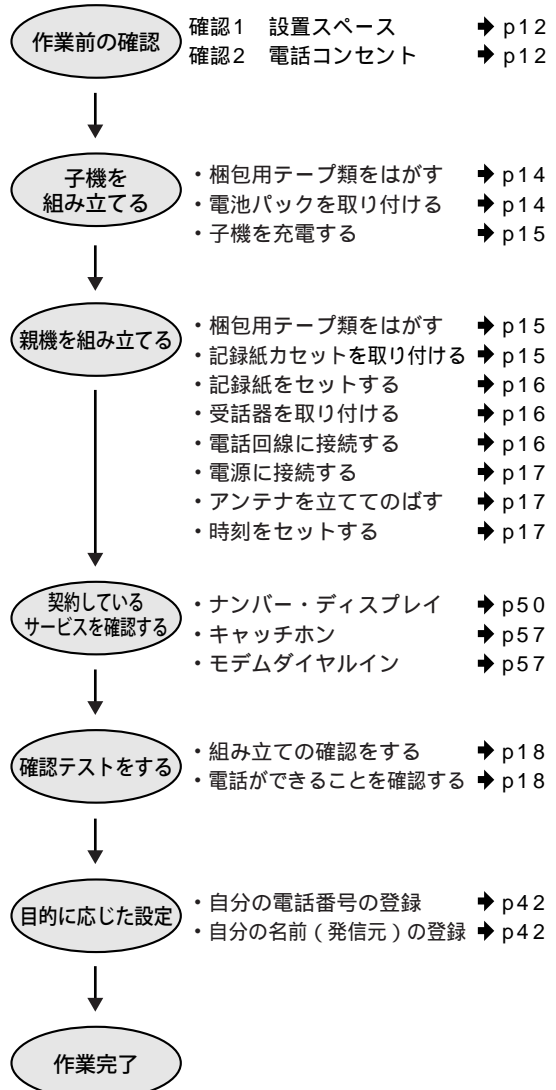 作業前の確認
確認1 設置スペース ➧ p12
確認2 電話コンセント ➧ p12
子機を
組み立てる
・梱包用テープ類をはがす ➧ p14
・電池パックを取り付ける ➧ p14
・子機を充電する ➧ p15
親機を組み立てる
・梱包用テープ類をはがす ➧ p15
・記録紙カセットを取り付ける ➧ p15
・記録紙をセットする ➧ p16
・受話器を取り付ける ➧ p16
・電話回線に接続する ➧ p16
・電源に接続する ➧ p17
・アンテナを立ててのばす ➧ p17
・時刻をセットする ➧ p17
契約している
サービスを確認する
・ナンバー・ディスプレイ ➧ p50
・キャッチホン ➧ p57
・モデムダイヤルイン ➧ p57
確認テストをする
・組み立ての確認をする ➧ p18
・電話ができることを確認する ➧ p18
目的に応じた設定
・自分の電話番号の登録 ➧ p42
・自分の名前（発信元）の登録 ➧ p42
作業完了